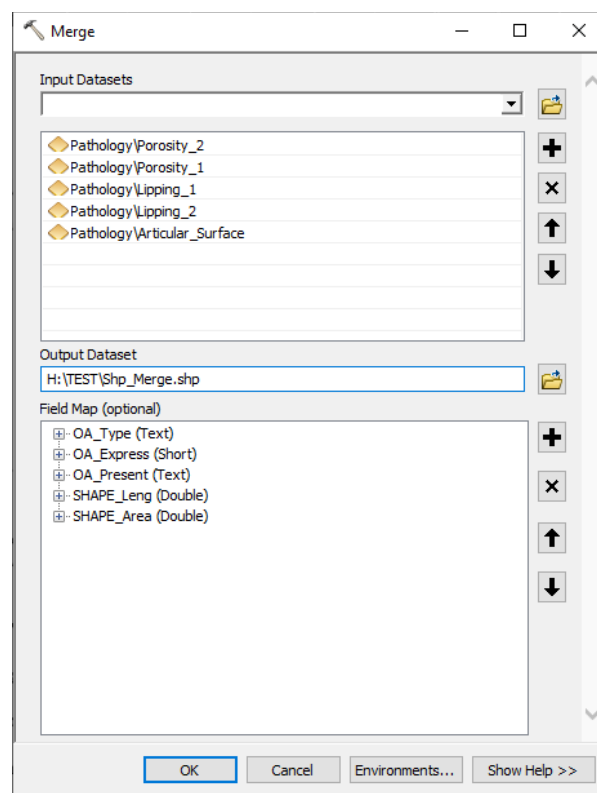 Merge
Input Datasets
Pathology\Porosity_2
Pathology\Porosity_1
Pathology\Lipping_1
Pathology\Lipping_2
Pathology\Articular_Surface
Output Dataset
H:\TEST\Shp_Merge.shp
Field Map (optional)
OA_Type (Text)
OA_Express (Short)
OA_Present (Text)
SHAPE_Leng (Double)
SHAPE_Area (Double)
OK Cancel Environments... Show Help >>